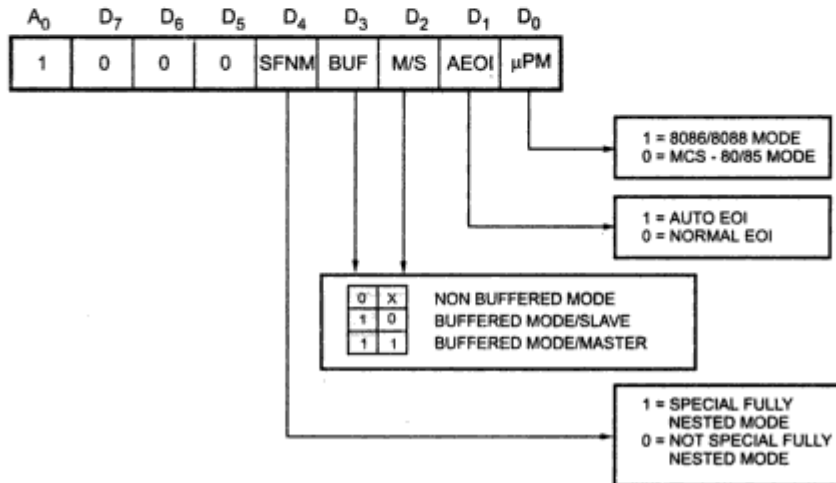 A0 D7 D6 D5 D4 D3 D2 D1 D0
1 0 0 0 SFNM BUF M/S AEOI μPM
1 = 8086/8088 MODE
0 = MCS - 80/85 MODE
1 = AUTO EOI
0 = NORMAL EOI
0 X NON BUFFERED MODE
1 0 BUFFERED MODE/SLAVE
1 1 BUFFERED MODE/MASTER
1 = SPECIAL FULLY
NESTED MODE
0 = NOT SPECIAL FULLY
NESTED MODE